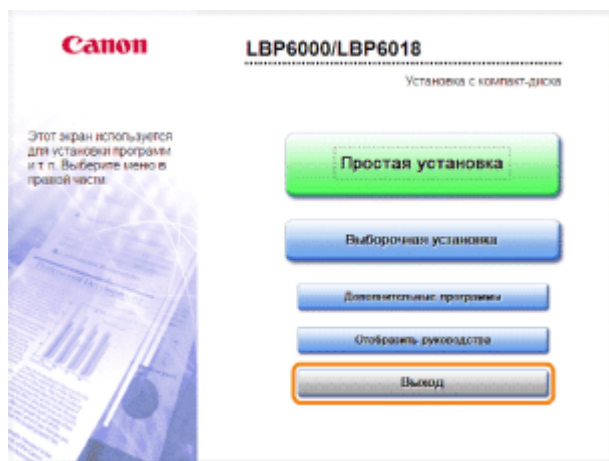 Canon
LBP6000/LBP6018
Установка с компакт-диска
Этот экран используется
для установки программ
и т п. Выберите меню в
правой части.
Простая установка
Выборочная установка
Дополнительные программы
Отобразить руководства
Выход